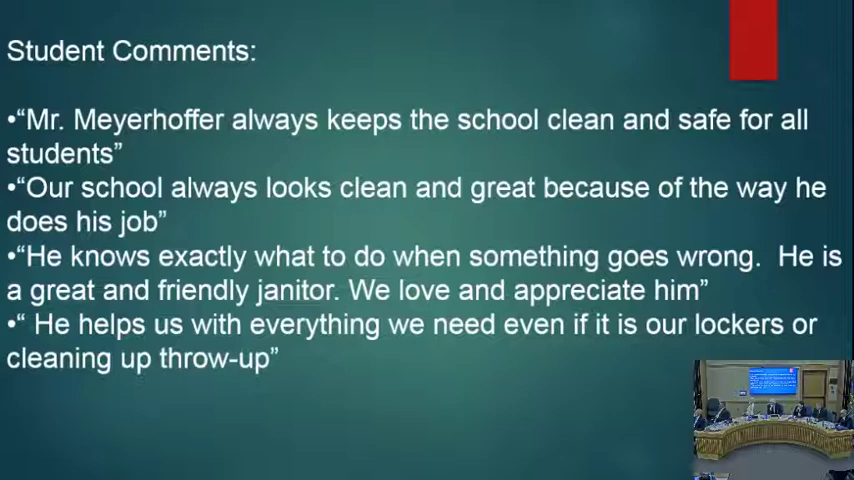 Student Comments:
•“Mr. Meyerhoffer always keeps the school clean and safe for all
students”
•“Our school always looks clean and great because of the way he
does his job”
•“He knows exactly what to do when something goes wrong.  He is
a great and friendly janitor. We love and appreciate him”
•“ He helps us with everything we need even if it is our lockers or
cleaning up throw-up”